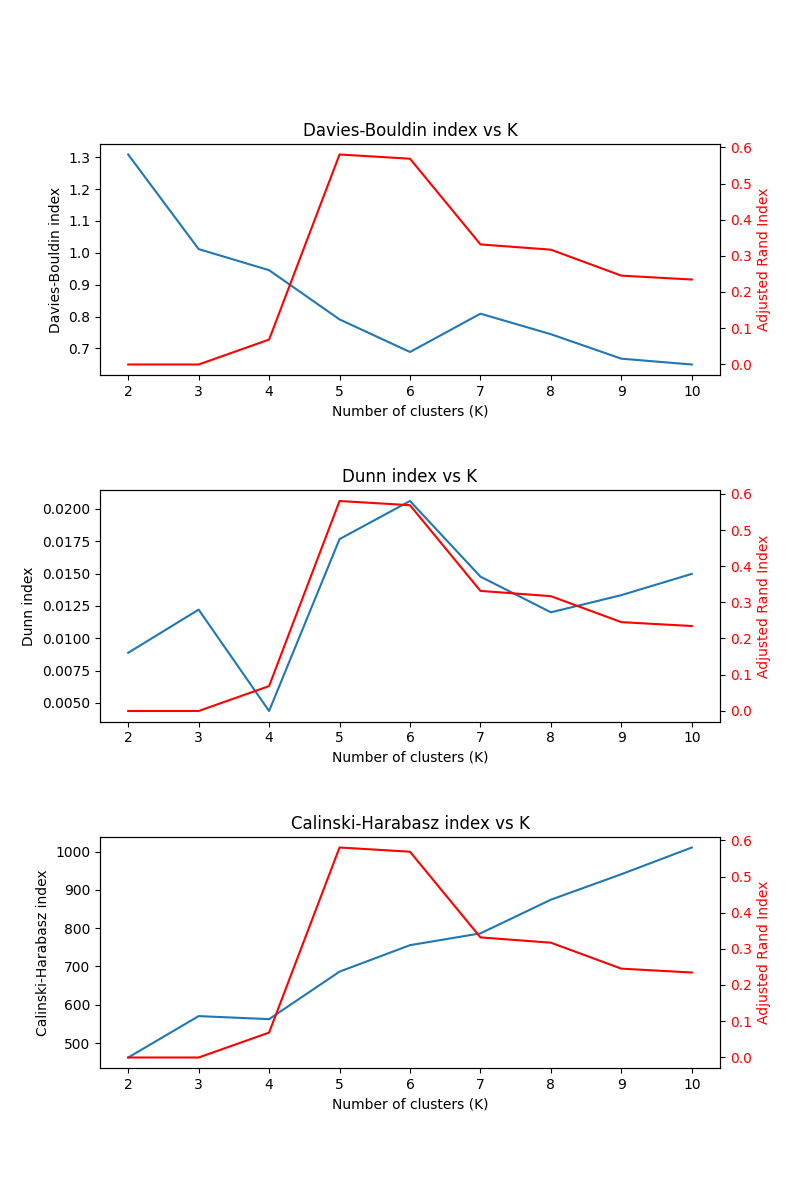 Davies-Bouldin index vs K
1.3
1.2
1.1
1.0
0.9
0.8
0.7
Davies-Bouldin index
0.6
0.5
0.4
0.3
0.2
0.1
0.0
Adjusted Rand Index
2 3 4 5 6 7 8 9 10
Number of clusters (K)
Dunn index vs K
0.0200
0.0175
0.0150
0.0125
0.0100
0.0075
0.0050
Dunn index
0.6
0.5
0.4
0.3
0.2
0.1
0.0
Adjusted Rand Index
2 3 4 5 6 7 8 9 10
Number of clusters (K)
Calinski-Harabasz index vs K
1000
900
800
700
600
500
Calinski-Harabasz index
0.6
0.5
0.4
0.3
0.2
0.1
0.0
Adjusted Rand Index
2 3 4 5 6 7 8 9 10
Number of clusters (K)